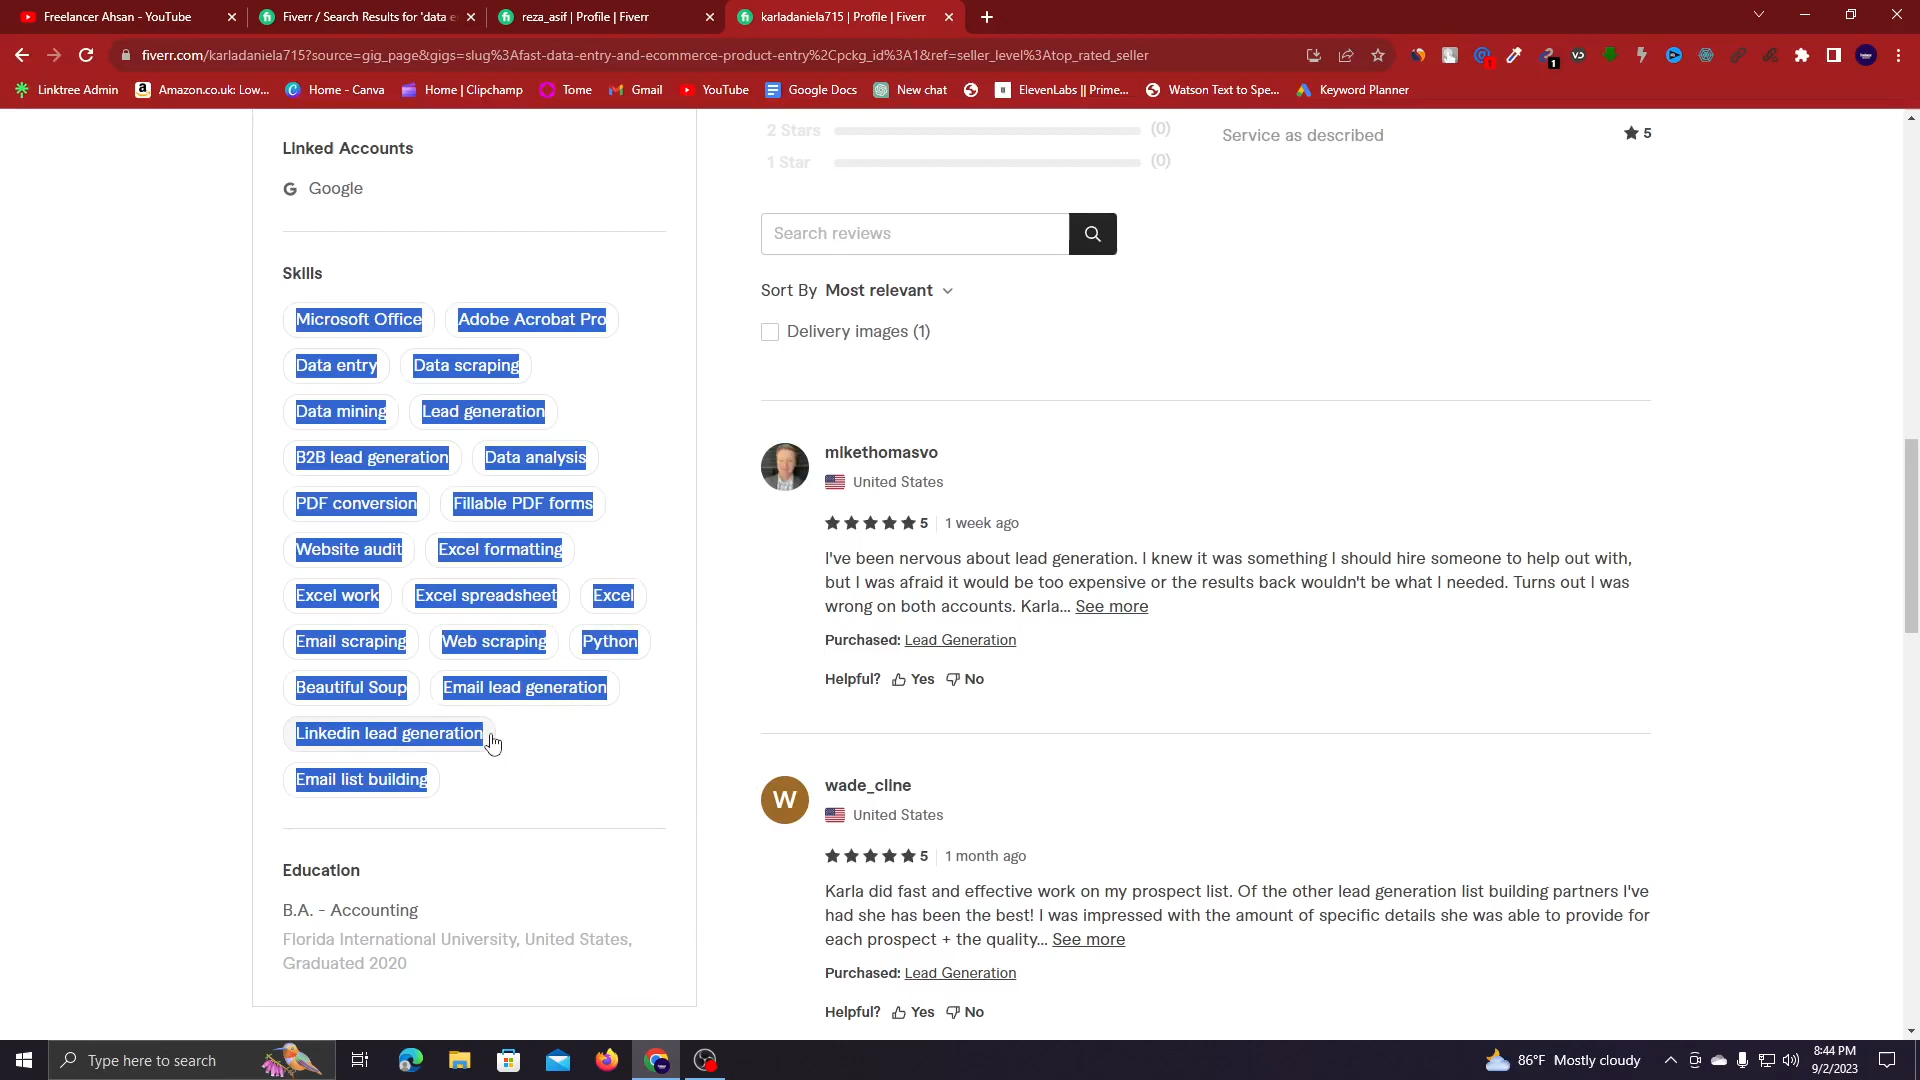 Freelancer Ahsan - YouTube
Fiverr / Search Results for 'data e
reza_asif | Profile | Fiverr
karladaniela715 | Profile | Fiverr
fiverr.com/karladaniela715?source=gig_page&gigs=slug%3Afast-data-entry-and-ecommerce-product-entry%2Cpckg_id%3A1&ref=seller_level%3Atop_rated_seller
Linktree Admin
Amazon.co.uk: Low...
Home - Canva
Home | Clipchamp
Tome
Gmail
YouTube
Google Docs
New chat
ElevenLabs || Prime...
Watson Text to Spe...
Keyword Planner
Linked Accounts
Google
Skills
Microsoft Office
Adobe Acrobat Pro
Data entry
Data scraping
Data mining
Lead generation
B2B lead generation
Data analysis
PDF conversion
Fillable PDF forms
Website audit
Excel formatting
Excel work
Excel spreadsheet
Excel
Email scraping
Web scraping
Python
Beautiful Soup
Email lead generation
Linkedin lead generation
Email list building
Education
B.A. - Accounting
Florida International University, United States,
Graduated 2020
2 Stars (0)
1 Star (0)
Service as described 5
Search reviews
Sort By Most relevant
Delivery images (1)
mikethomasvo
United States
5 | 1 week ago
I've been nervous about lead generation. I knew it was something I should hire someone to help out with,
but I was afraid it would be too expensive or the results back wouldn't be what I needed. Turns out I was
wrong on both accounts. Karla... See more
Purchased: Lead Generation
Helpful? Yes No
W
wade_cline
United States
5 | 1 month ago
Karla did fast and effective work on my prospect list. Of the other lead generation list building partners I've
had she has been the best! I was impressed with the amount of specific details she was able to provide for
each prospect + the quality... See more
Purchased: Lead Generation
Helpful? Yes No
Type here to search
86°F Mostly cloudy
8:44 PM
9/2/2023